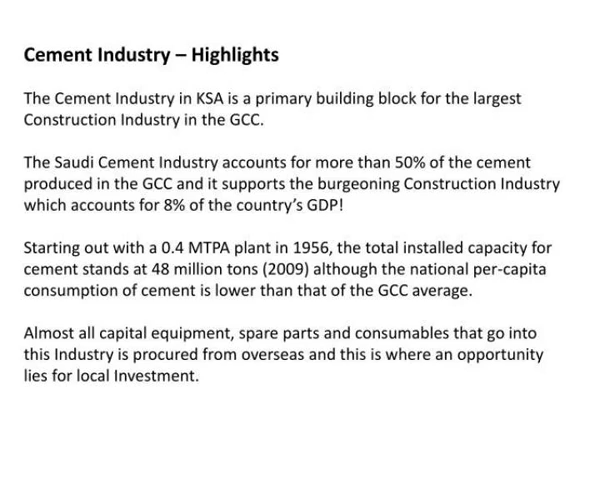 Cement Industry – Highlights
The Cement Industry in KSA is a primary building block for the largest
Construction Industry in the GCC.
The Saudi Cement Industry accounts for more than 50% of the cement
produced in the GCC and it supports the burgeoning Construction Industry
which accounts for 8% of the country’s GDP!
Starting out with a 0.4 MTPA plant in 1956, the total installed capacity for
cement stands at 48 million tons (2009) although the national per-capita
consumption of cement is lower than that of the GCC average.
Almost all capital equipment, spare parts and consumables that go into
this Industry is procured from overseas and this is where an opportunity
lies for local Investment.